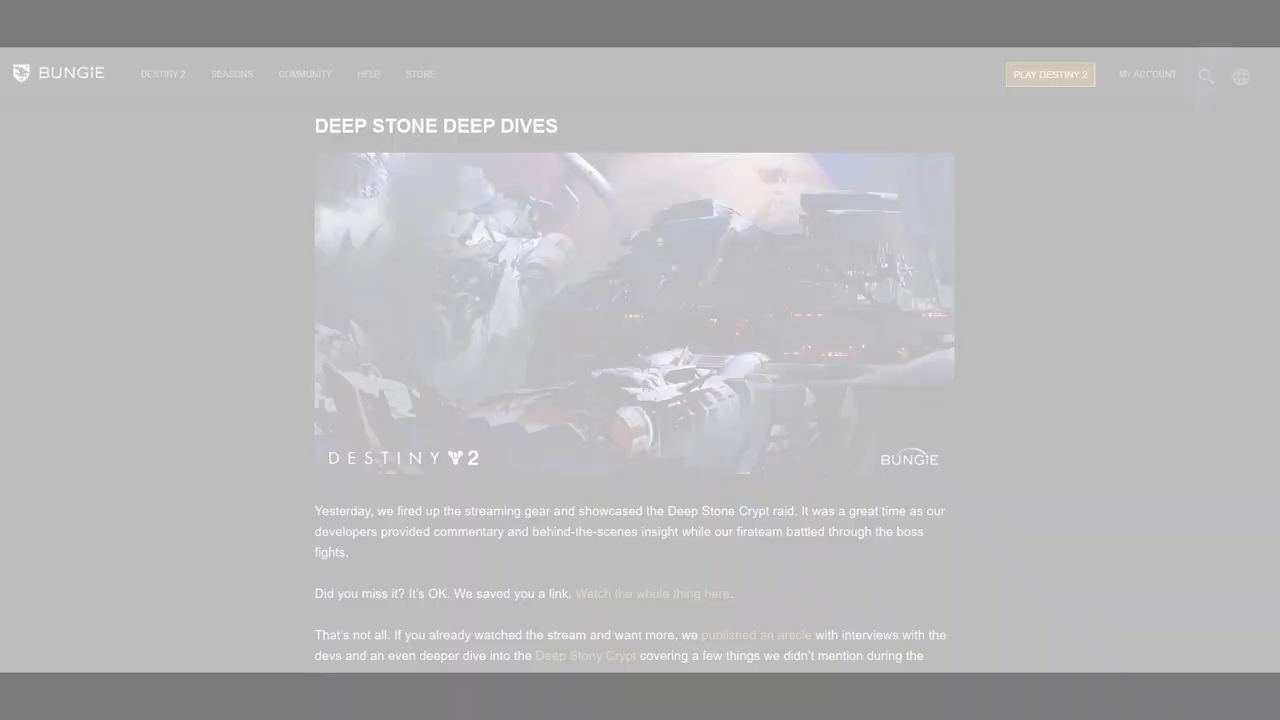 BUNGiE
DESTINY 2 SEASONS COMMUNITY HELP STORE PLAY DESTINY 2 MY ACCOUNT
DEEP STONE DEEP DIVES
DESTINY 2 BUNGiE
Yesterday, we fired up the streaming gear and showcased the Deep Stone Crypt raid. It was a great time as our
developers provided commentary and behind-the-scenes insight while our fireteam battled through the boss
fights.
Did you miss it? It's OK. We saved you a link. Watch the whole thing here.
That's not all. If you already watched the stream and want more, we published an article with interviews with the
devs and an even deeper dive into the Deep Stony Crypt covering a few things we didn't mention during the